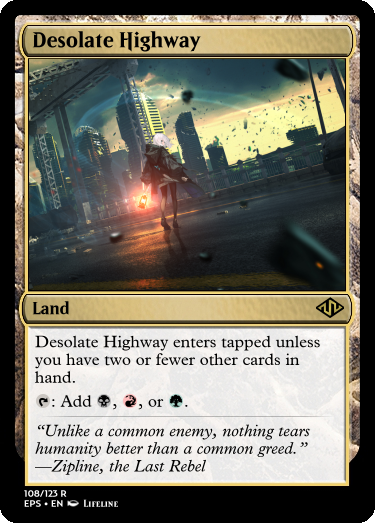 Desolate Highway
Land
Desolate Highway enters tapped unless
you have two or fewer other cards in
hand.
: Add , , or .
“Unlike a common enemy, nothing tears
humanity better than a common greed.”
—Zipline, the Last Rebel
108/123 R
EPS • EN Lifeline